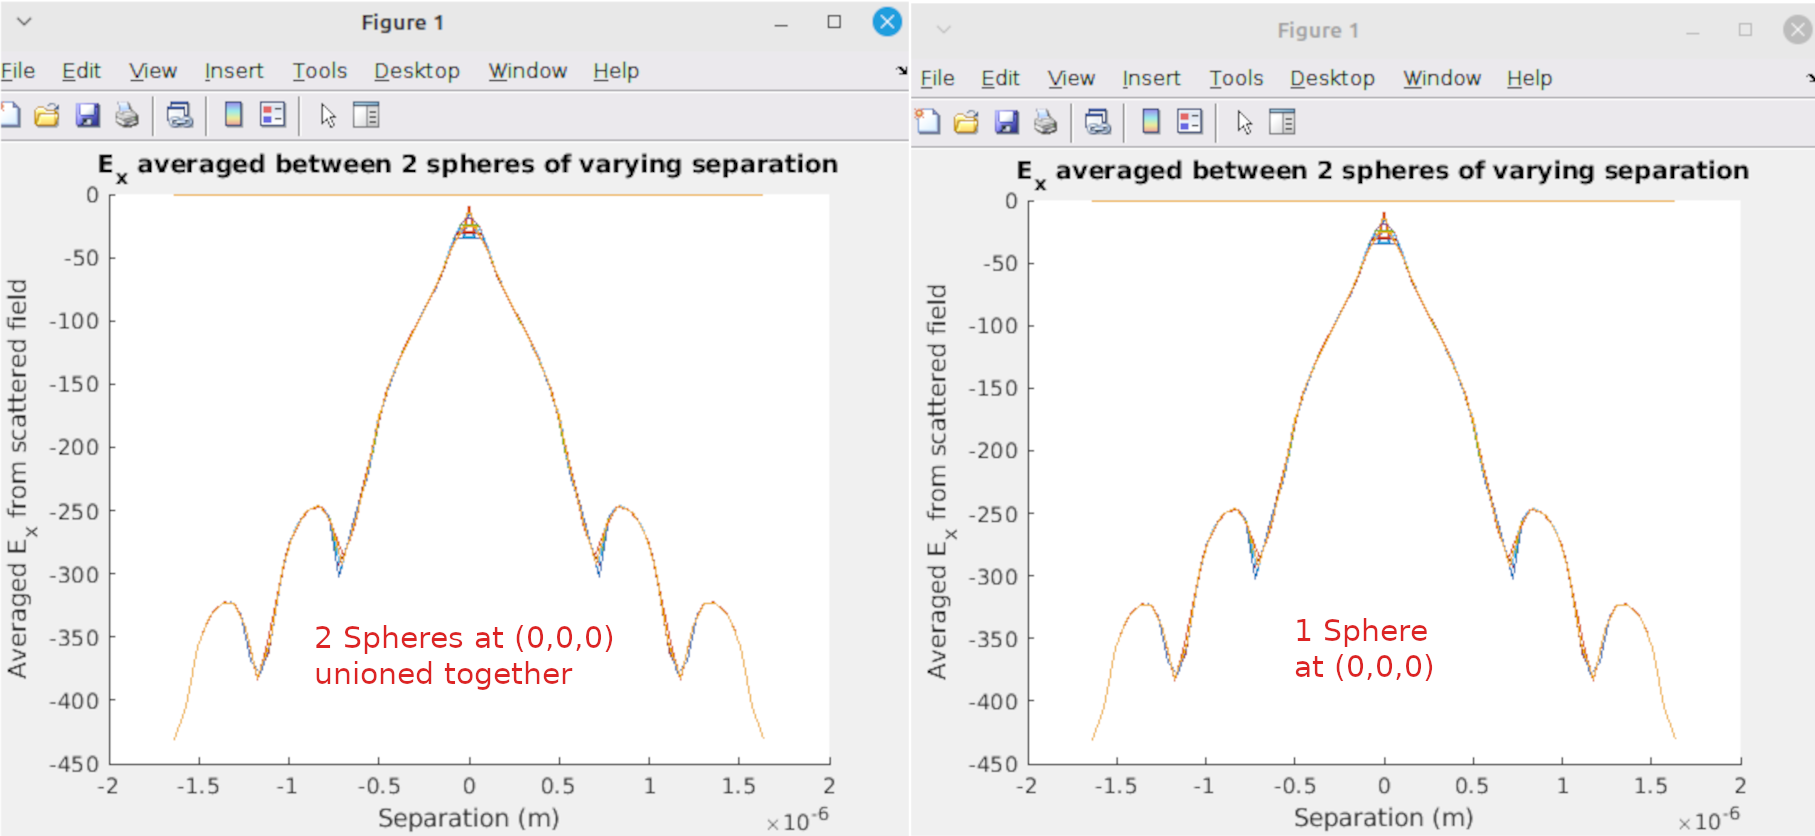 Figure 1
File Edit View Insert Tools Desktop Window Help
E_x averaged between 2 spheres of varying separation
Averaged E_x from scattered field
0
-50
-100
-150
-200
-250
-300
-350
-400
-450
2 Spheres at (0,0,0)
unioned together
-2 -1.5 -1 -0.5 0 0.5 1 1.5 2
Separation (m)
×10^-6
Figure 1
File Edit View Insert Tools Desktop Window Help
E_x averaged between 2 spheres of varying separation
Averaged E_x from scattered field
0
-50
-100
-150
-200
-250
-300
-350
-400
-450
1 Sphere
at (0,0,0)
-2 -1.5 -1 -0.5 0 0.5 1 1.5 2
Separation (m)
×10^-6